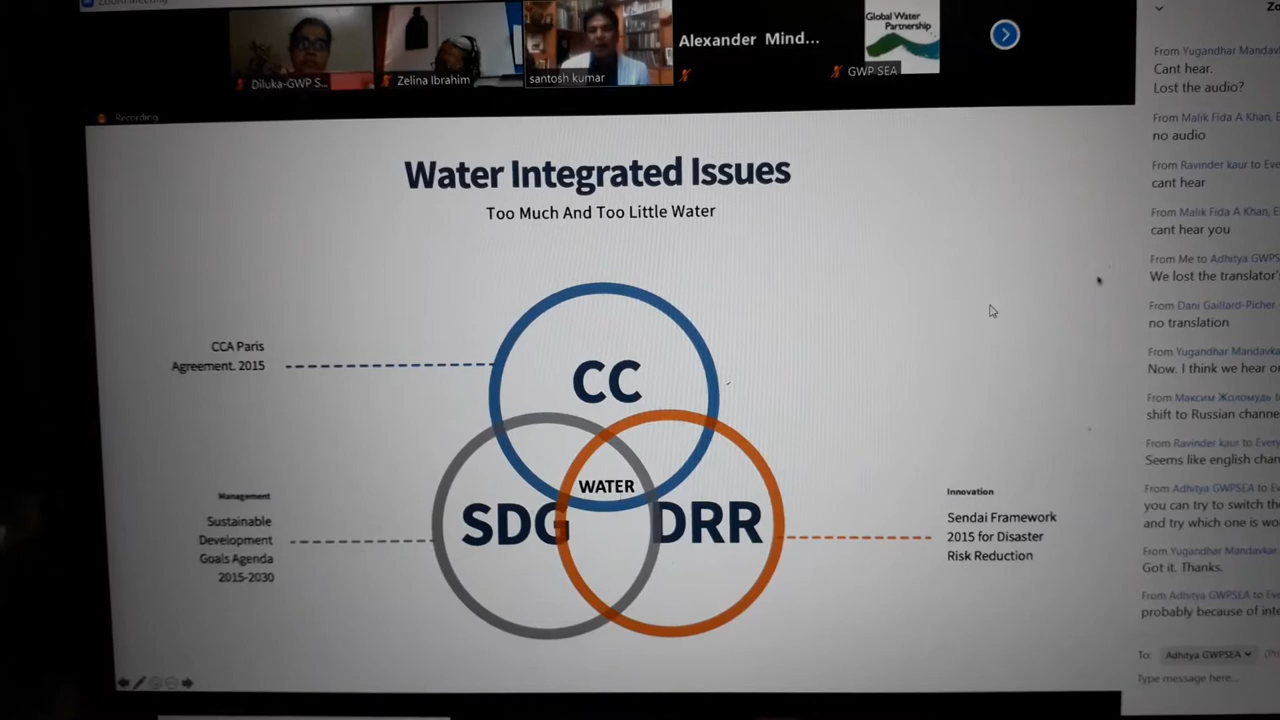 Zoom Meeting
Diluka-GWP S...
Zelina Ibrahim
santosh kumar
Alexander Mind...
Global Water
Partnership
GWP SEA
Recording
Water Integrated Issues
Too Much And Too Little Water
CCA Paris
Agreement. 2015
CC
WATER
SDG
DRR
Management
Sustainable
Development
Goals Agenda
2015-2030
Innovation
Sendai Framework
2015 for Disaster
Risk Reduction
From Yugandhar Mandavka
Cant hear.
Lost the audio?
From Malik Fida A Khan, E
no audio
From Ravinder kaur to Eve
cant hear
From Malik Fida A Khan, E
cant hear you
From Me to Adhitya GWPS
We lost the translator's
From Dani Gaillard-Picher
no translation
From Yugandhar Mandavka
Now. I think we hear
From Максим Жоломудь
shift to Russian channe
From Ravinder kaur to Every
Seems like english chan
From Adhitya GWPSEA to Eve
you can try to switch the
and try which one is wo
From Yugandhar Mandavkar
Got it. Thanks.
From Adhitya GWPSEA to Eve
probably because of inte
To: Adhitya GWPSEA
Type message here...